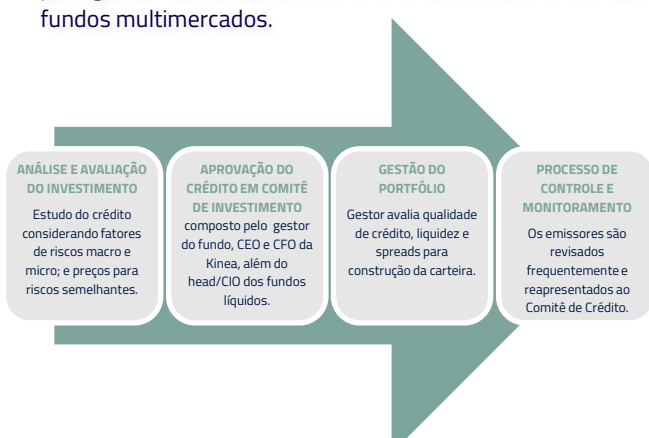 fundos multimercados.
ANÁLISE E AVALIAÇÃO
DO INVESTIMENTO
Estudo do crédito
considerando fatores
de riscos macro e
micro; e preços para
riscos semelhantes.
APROVAÇÃO DO
CRÉDITO EM COMITÊ
DE INVESTIMENTO
composto pelo gestor
do fundo, CEO e CFO da
Kinea, além do
head/CIO dos fundos
líquidos.
GESTÃO DO
PORTFÓLIO
Gestor avalia qualidade
de crédito, liquidez e
spreads para
construção da carteira.
PROCESSO DE
CONTROLE E
MONITORAMENTO
Os emissores são
revisados
frequentemente e
reapresentados ao
Comitê de Crédito.